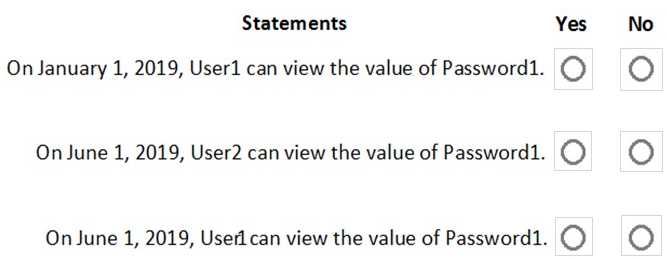 Statements Yes No
On January 1, 2019, User1 can view the value of Password1.
On June 1, 2019, User2 can view the value of Password1.
On June 1, 2019, User1 can view the value of Password1.